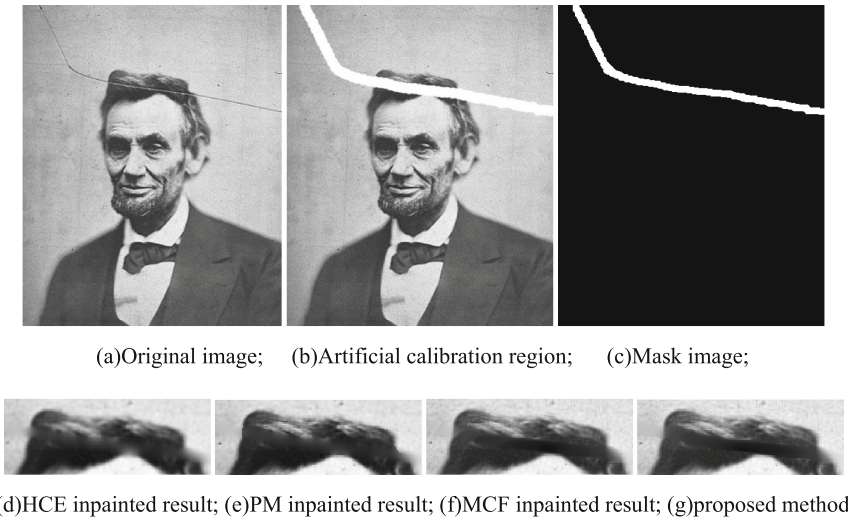 (a)Original image; (b)Artificial calibration region; (c)Mask image;
(d)HCE inpainted result; (e)PM inpainted result; (f)MCF inpainted result; (g)proposed method